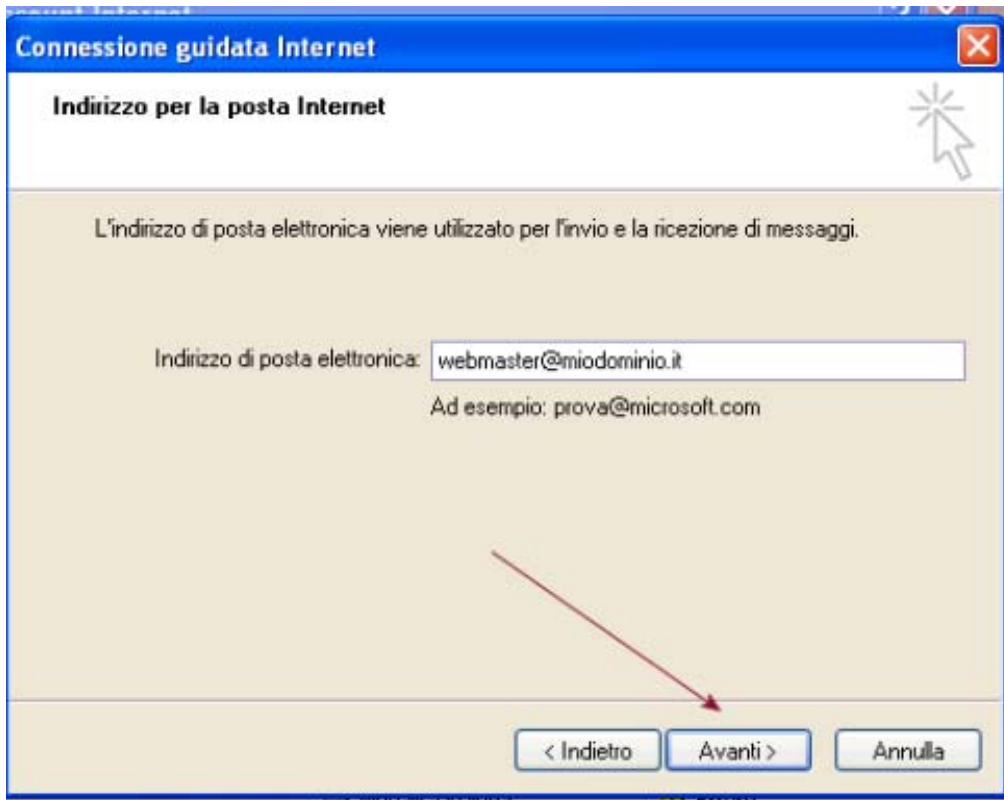 Connessione guidata Internet
Indirizzo per la posta Internet
L'indirizzo di posta elettronica viene utilizzato per l'invio e la ricezione di messaggi.
Indirizzo di posta elettronica: webmaster@miodominio.it
Ad esempio: prova@microsoft.com
< Indietro Avanti > Annulla